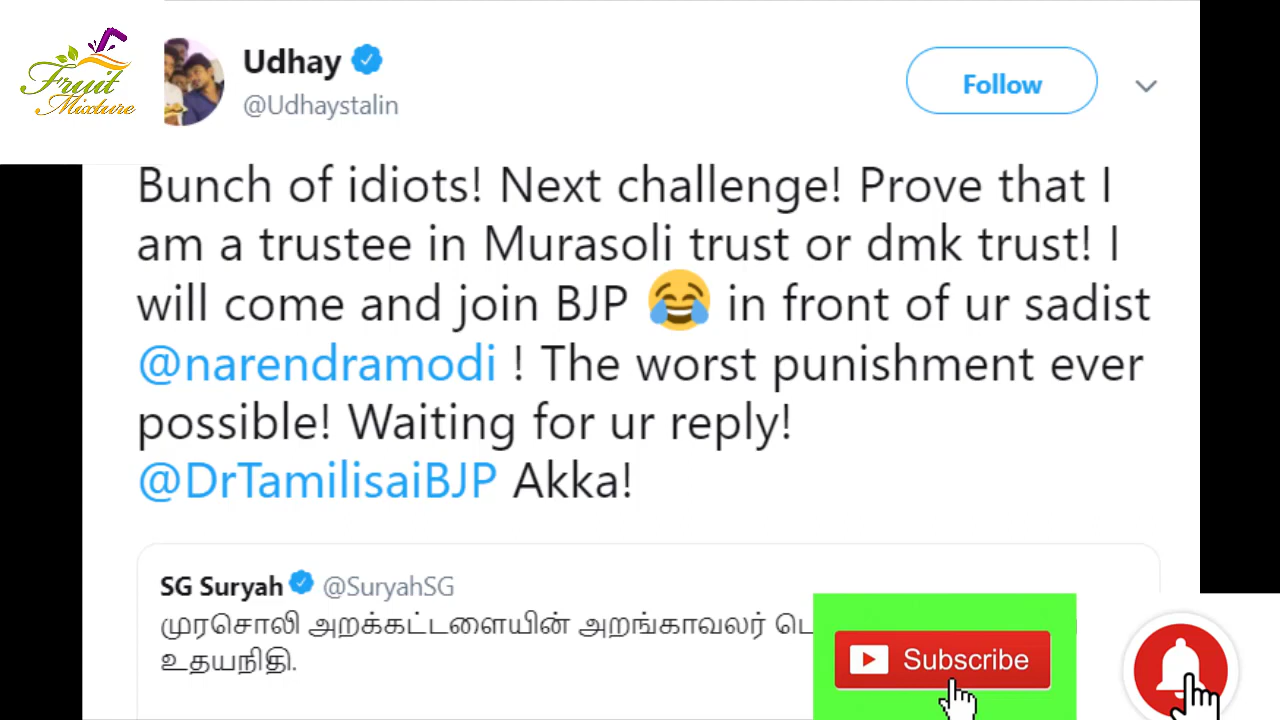 Fruit
Mixture
Udhay
@Udhaystalin
Follow
Bunch of idiots! Next challenge! Prove that I
am a trustee in Murasoli trust or dmk trust! I
will come and join BJP 😂 in front of ur sadist
@narendramodi ! The worst punishment ever
possible! Waiting for ur reply!
@DrTamilisaiBJP Akka!
SG Suryah @SuryahSG
முரசொலி அறக்கட்டளையின் அறங்காவலர்
உதயநிதி.
Subscribe